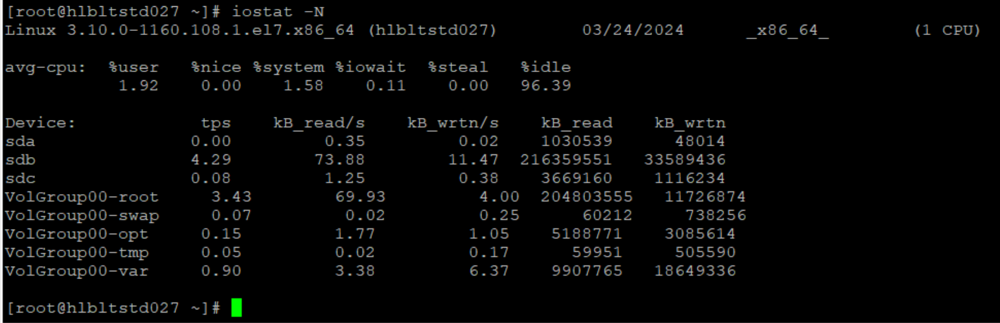 [root@hlbltstd027 ~]# iostat -N
Linux 3.10.0-1160.108.1.el7.x86_64 (hlbltstd027) 03/24/2024 _x86_64_ (1 CPU)
avg-cpu: %user %nice %system %iowait %steal %idle
1.92 0.00 1.58 0.11 0.00 96.39
Device: tps kB_read/s kB_wrtn/s kB_read kB_wrtn
sda 0.00 0.35 0.02 1030539 48014
sdb 4.29 73.88 11.47 216359551 33589436
sdc 0.08 1.25 0.38 3669160 1116234
VolGroup00-root 3.43 69.93 4.00 204803555 11726874
VolGroup00-swap 0.07 0.02 0.25 60212 738256
VolGroup00-opt 0.15 1.77 1.05 5188771 3085614
VolGroup00-tmp 0.05 0.02 0.17 59951 505590
VolGroup00-var 0.90 3.38 6.37 9907765 18649336
[root@hlbltstd027 ~]#